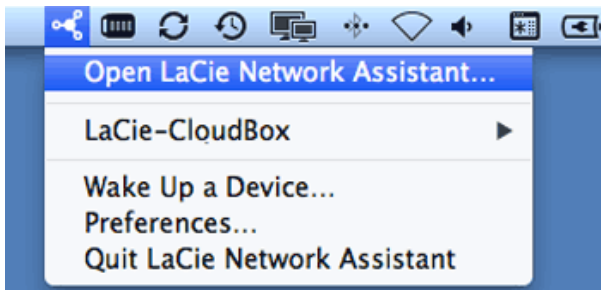 Open LaCie Network Assistant...
LaCie-CloudBox
Wake Up a Device...
Preferences...
Quit LaCie Network Assistant